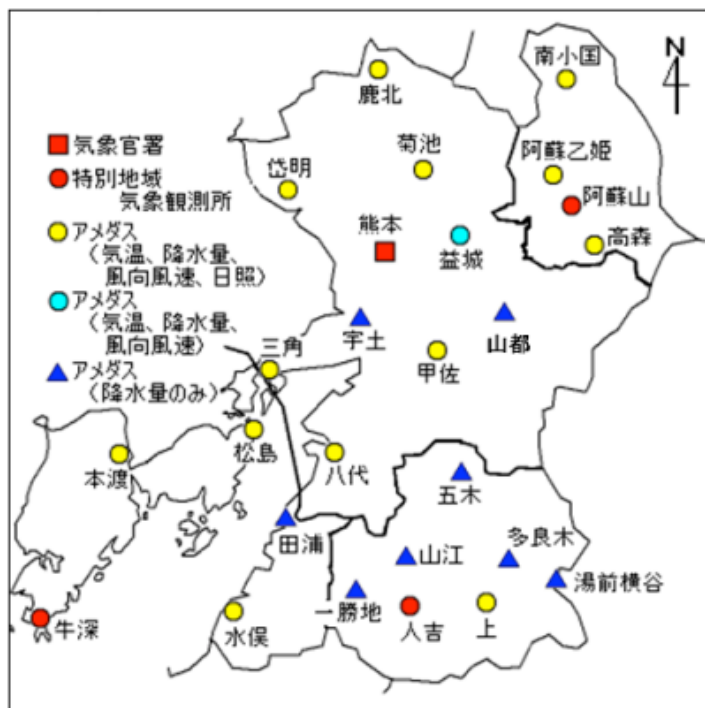 N
南小国
鹿北
菊池
阿蘇乙姫
岱明
阿蘇山
熊本
益城
高森
気象官署
特別地域
気象観測所
アメダス
(気温、降水量、
風向風速、日照)
アメダス
(気温、降水量、
風向風速)
アメダス
(降水量のみ)
宇土
山都
三角
甲佐
松島
八代
本渡
五木
田浦
山江
多良木
湯前横谷
一勝地
牛深
水俣
人吉
上